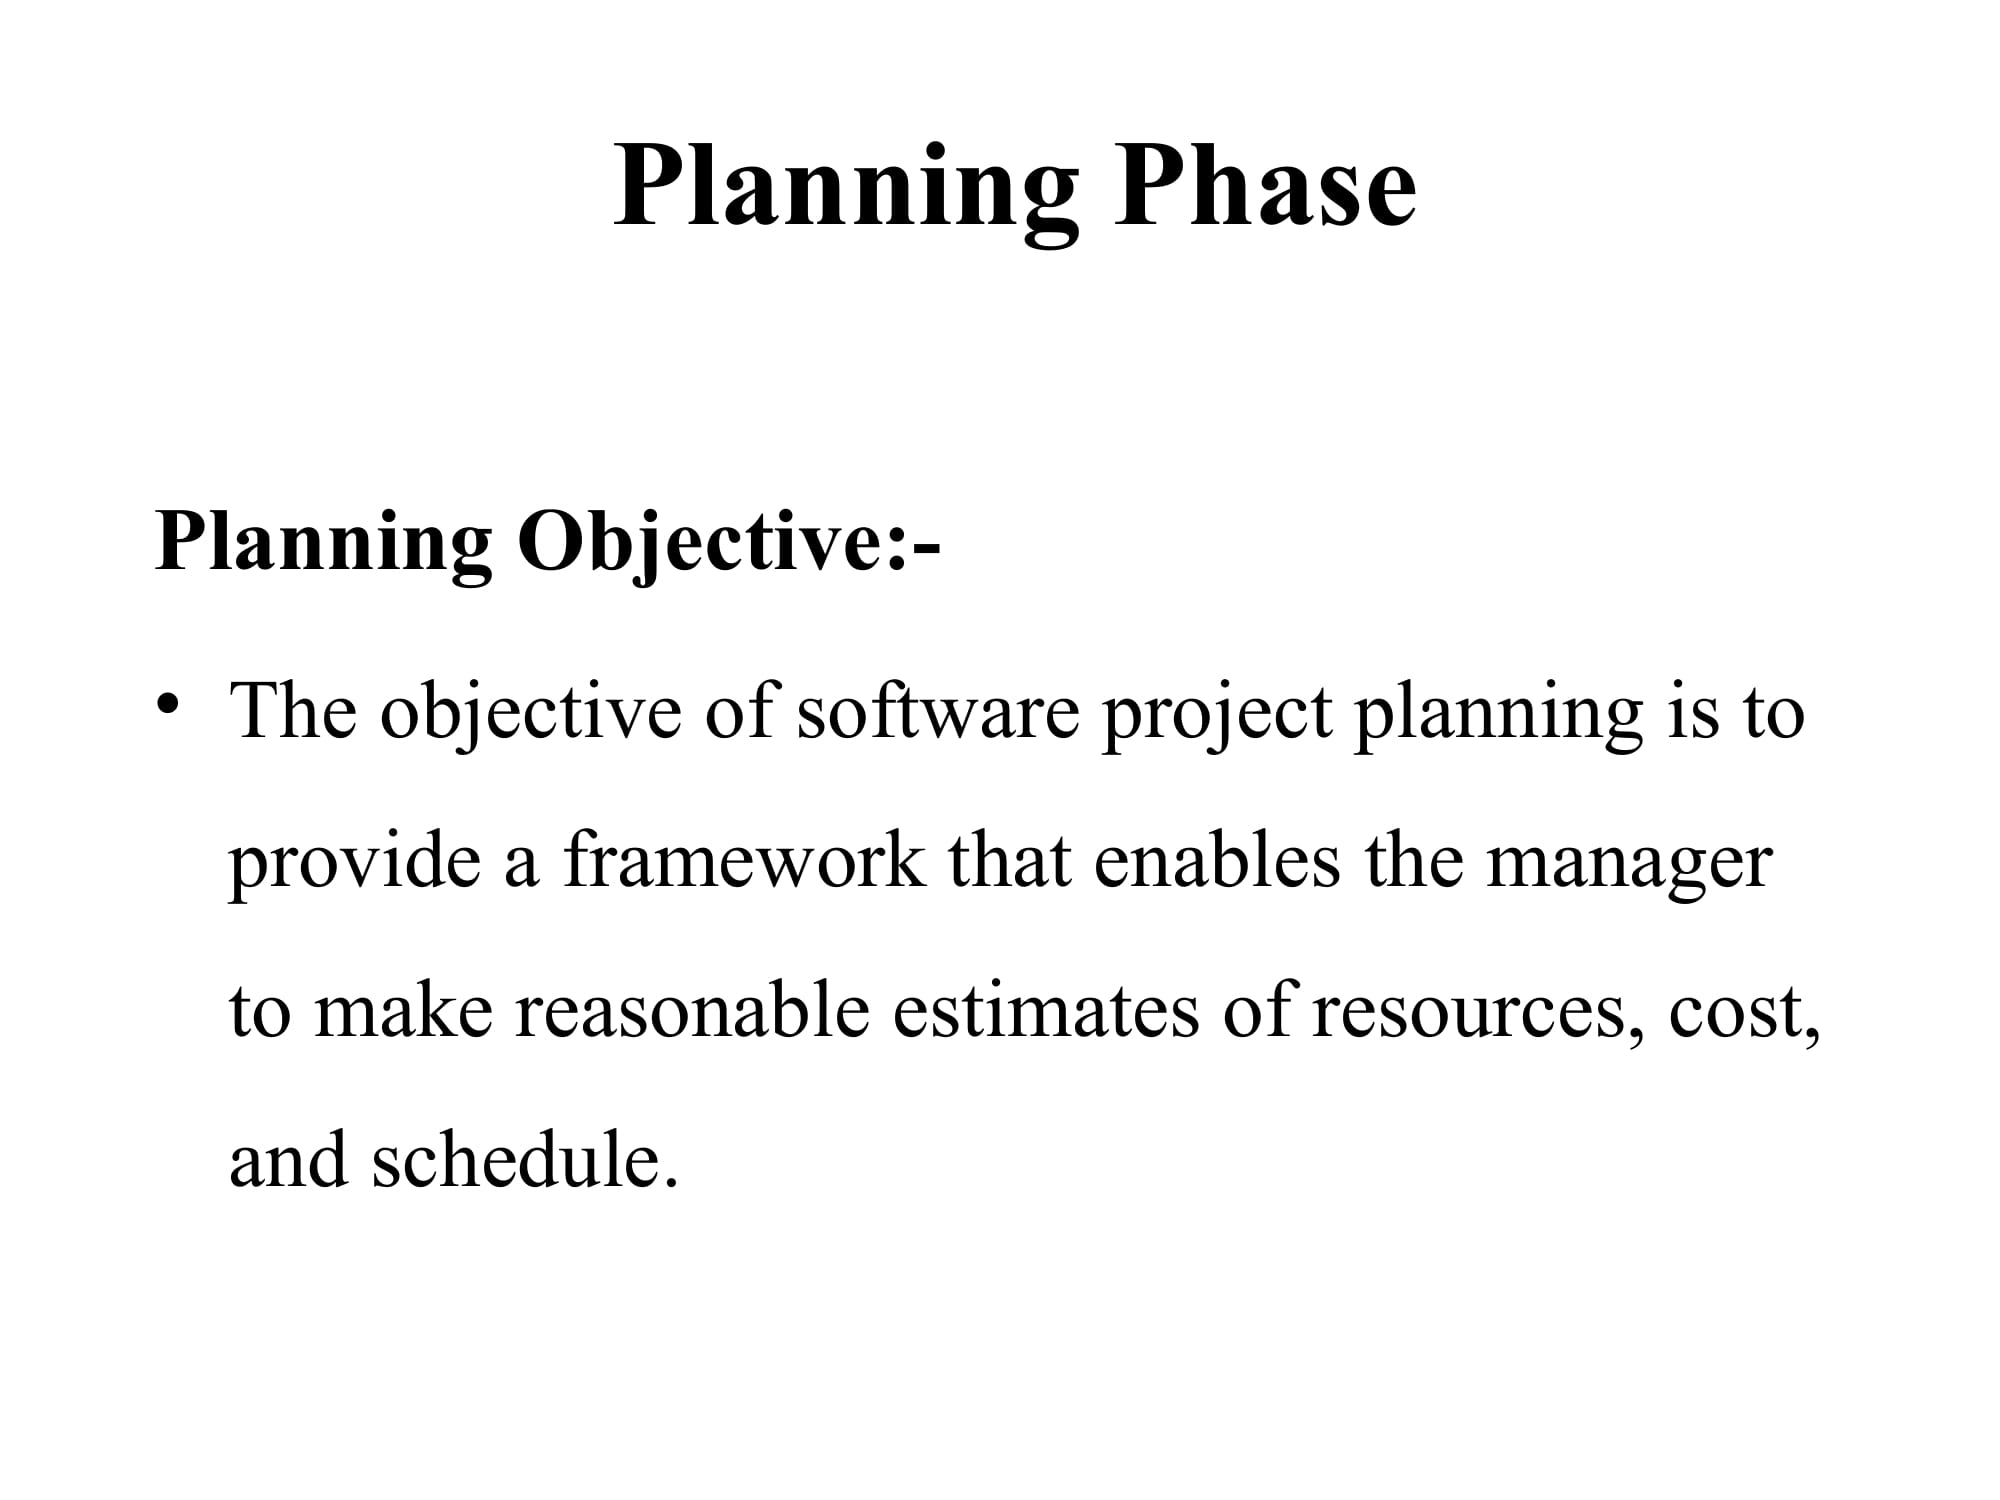 Planning Phase
Planning Objective:-
• The objective of software project planning is to
provide a framework that enables the manager
to make reasonable estimates of resources, cost,
and schedule.